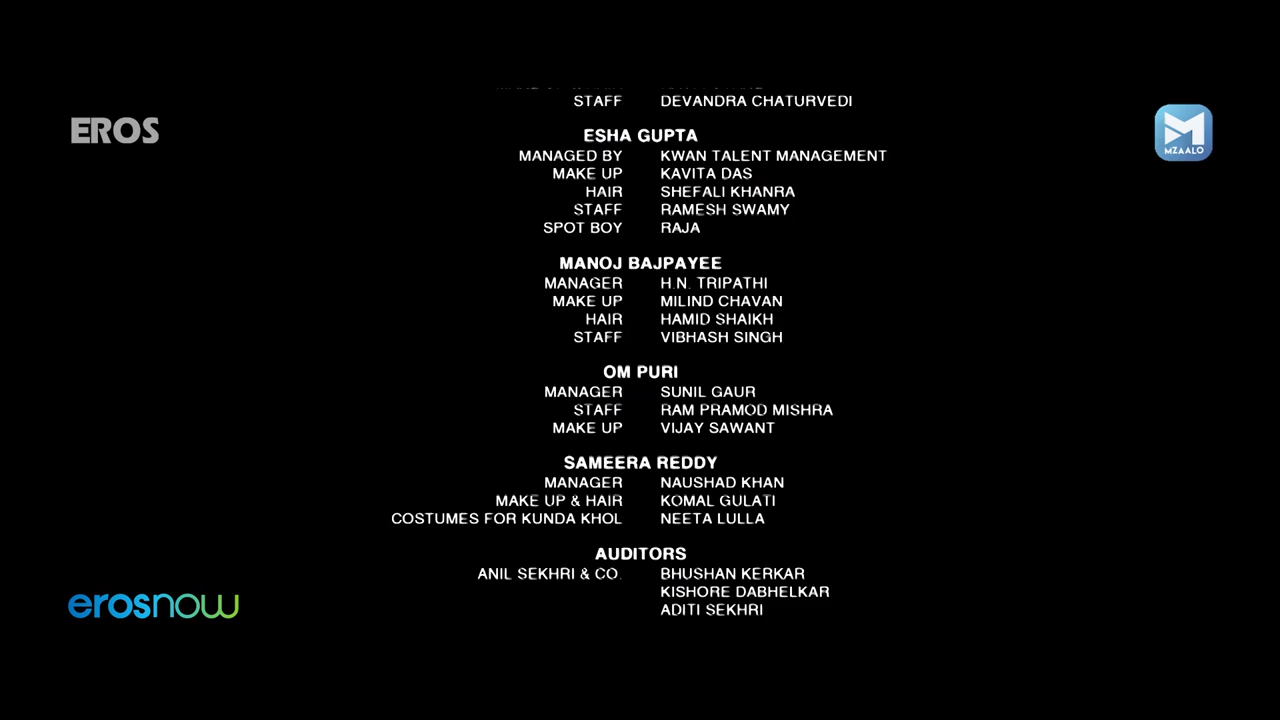 STAFF DEVANDRA CHATURVEDI
EROS
MZAALO
ESHA GUPTA
MANAGED BY KWAN TALENT MANAGEMENT
MAKE UP KAVITA DAS
HAIR SHEFALI KHANRA
STAFF RAMESH SWAMY
SPOT BOY RAJA
MANOJ BAJPAYEE
MANAGER H.N. TRIPATHI
MAKE UP MILIND CHAVAN
HAIR HAMID SHAIKH
STAFF VIBHASH SINGH
OM PURI
MANAGER SUNIL GAUR
STAFF RAM PRAMOD MISHRA
MAKE UP VIJAY SAWANT
SAMEERA REDDY
MANAGER NAUSHAD KHAN
MAKE UP & HAIR KOMAL GULATI
COSTUMES FOR KUNDA KHOL NEETA LULLA
AUDITORS
ANIL SEKHRI & CO. BHUSHAN KERKAR
KISHORE DABHELKAR
ADITI SEKHRI
erosnow